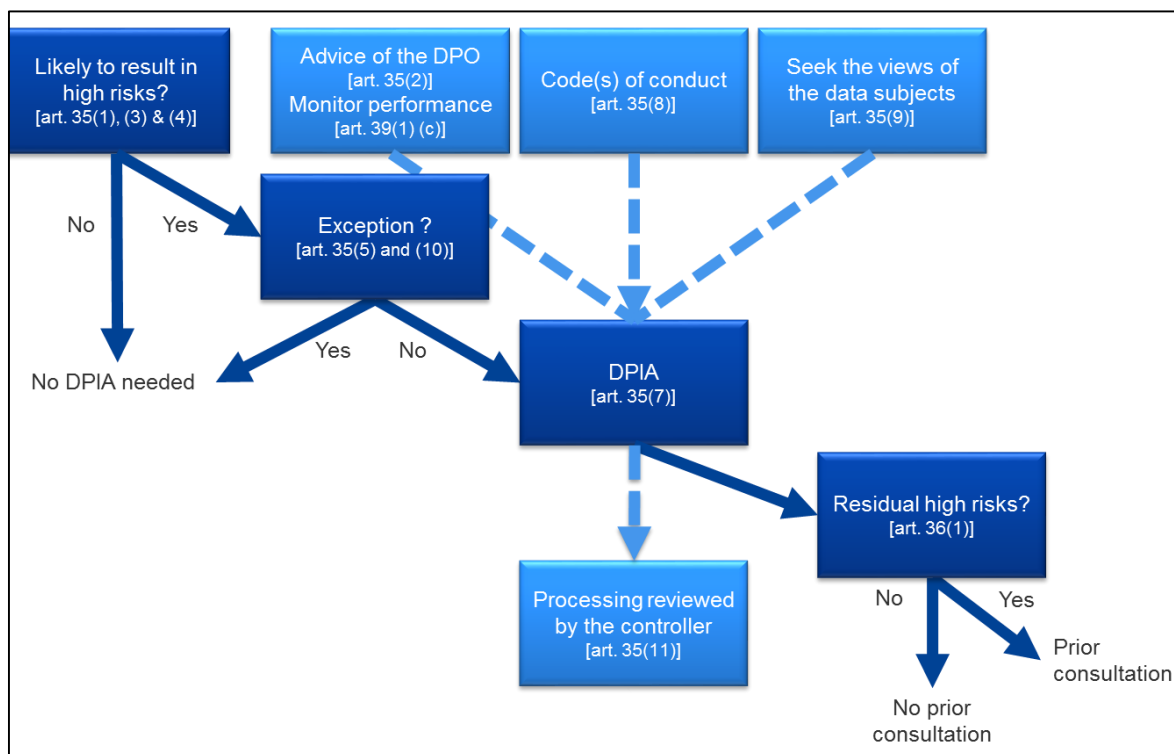 Likely to result in
high risks?
[art. 35(1), (3) & (4)]
Advice of the DPO
[art. 35(2)]
Monitor performance
[art. 39(1) (c)]
Code(s) of conduct
[art. 35(8)]
Seek the views of
the data subjects
[art. 35(9)]
No
Yes
Exception ?
[art. 35(5) and (10)]
Yes
No
No DPIA needed
DPIA
[art. 35(7)]
Residual high risks?
[art. 36(1)]
Processing reviewed
by the controller
[art. 35(11)]
No
Yes
Prior
consultation
No prior
consultation